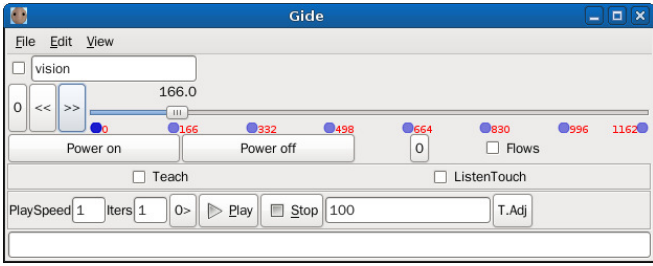 Gide
File Edit View
vision
166.0
0 << >>
0 166 332 498 664 830 996 1162
Power on Power off 0 Flows
Teach ListenTouch
PlaySpeed 1 Iters 1 0> Play Stop 100 T.Adj